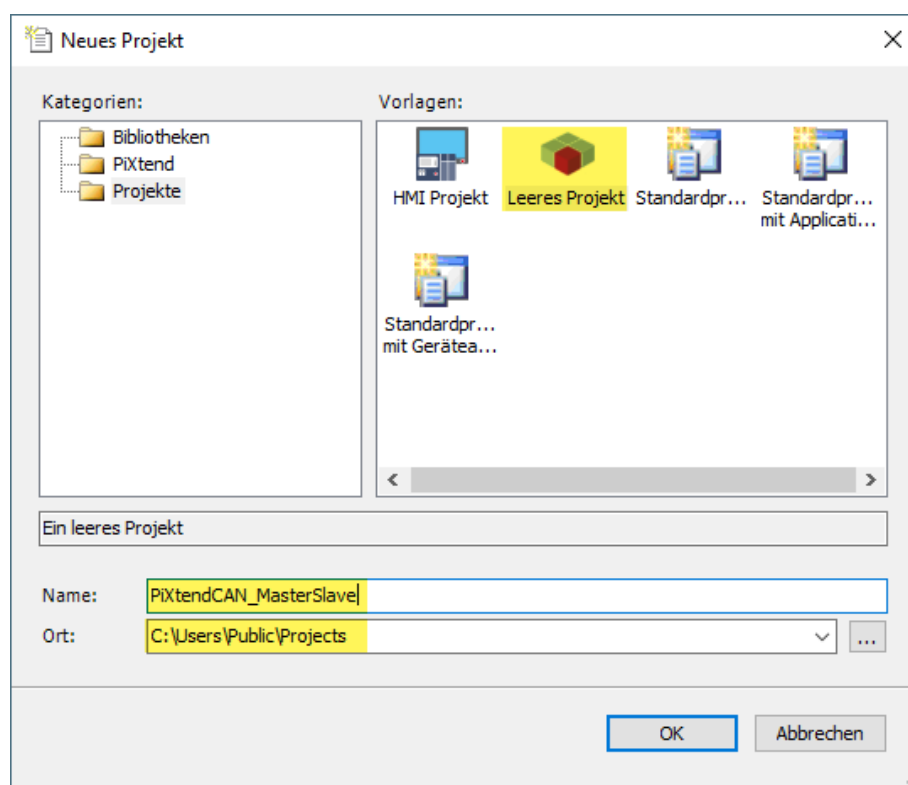 Neues Projekt
Kategorien:
Vorlagen:
Bibliotheken
PiXtend
Projekte
HMI Projekt
Leeres Projekt
Standardpr...
Standardpr...
mit Applicati...
Standardpr...
mit Gerätea...
Ein leeres Projekt
Name:
PiXtendCAN_MasterSlave
Ort:
C:\Users\Public\Projects
...
OK
Abbrechen